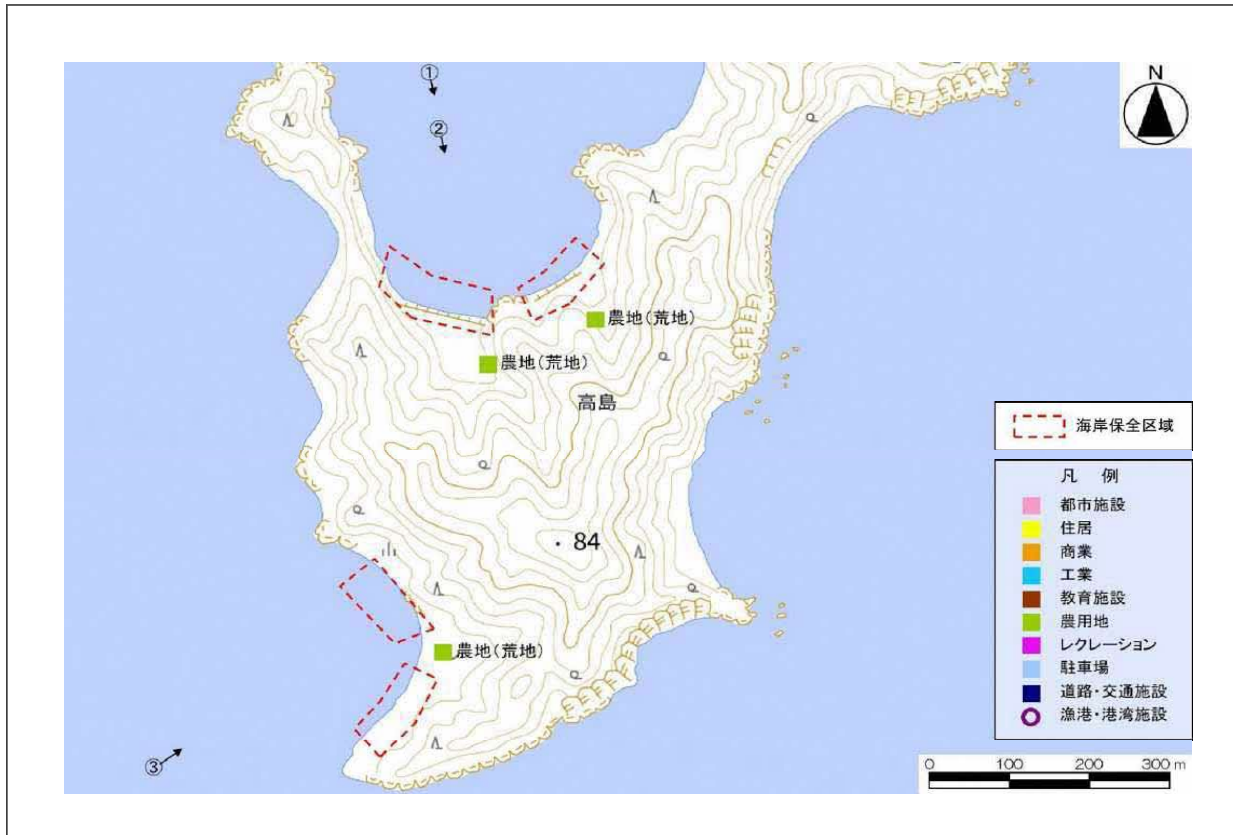 ①
②
N
農地(荒地)
農地(荒地)
高島
84
農地(荒地)
③
海岸保全区域
凡 例
都市施設
住居
商業
工業
教育施設
農用地
レクレーション
駐車場
道路・交通施設
漁港・港湾施設
0 100 200 300 m